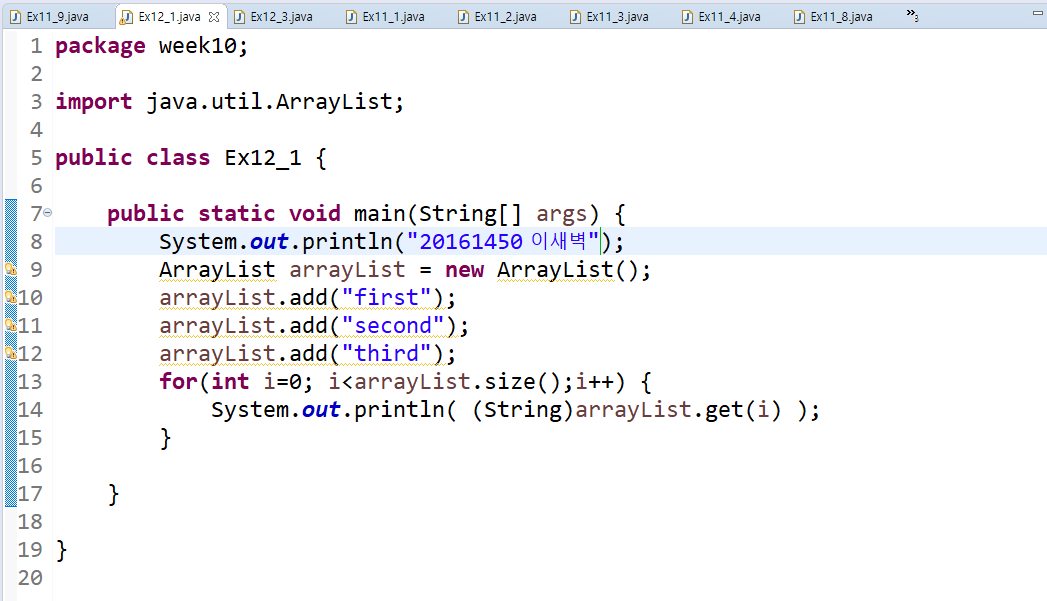 Ex11_9.java Ex12_1.java Ex12_3.java Ex11_1.java Ex11_2.java Ex11_3.java Ex11_4.java Ex11_8.java »3
1 package week10;
2
3 import java.util.ArrayList;
4
5 public class Ex12_1 {
6
7 public static void main(String[] args) {
8 System.out.println("20161450 이새벽");
9 ArrayList arrayList = new ArrayList();
10 arrayList.add("first");
11 arrayList.add("second");
12 arrayList.add("third");
13 for(int i=0; i<arrayList.size();i++) {
14 System.out.println( (String)arrayList.get(i) );
15 }
16
17 }
18
19 }
20